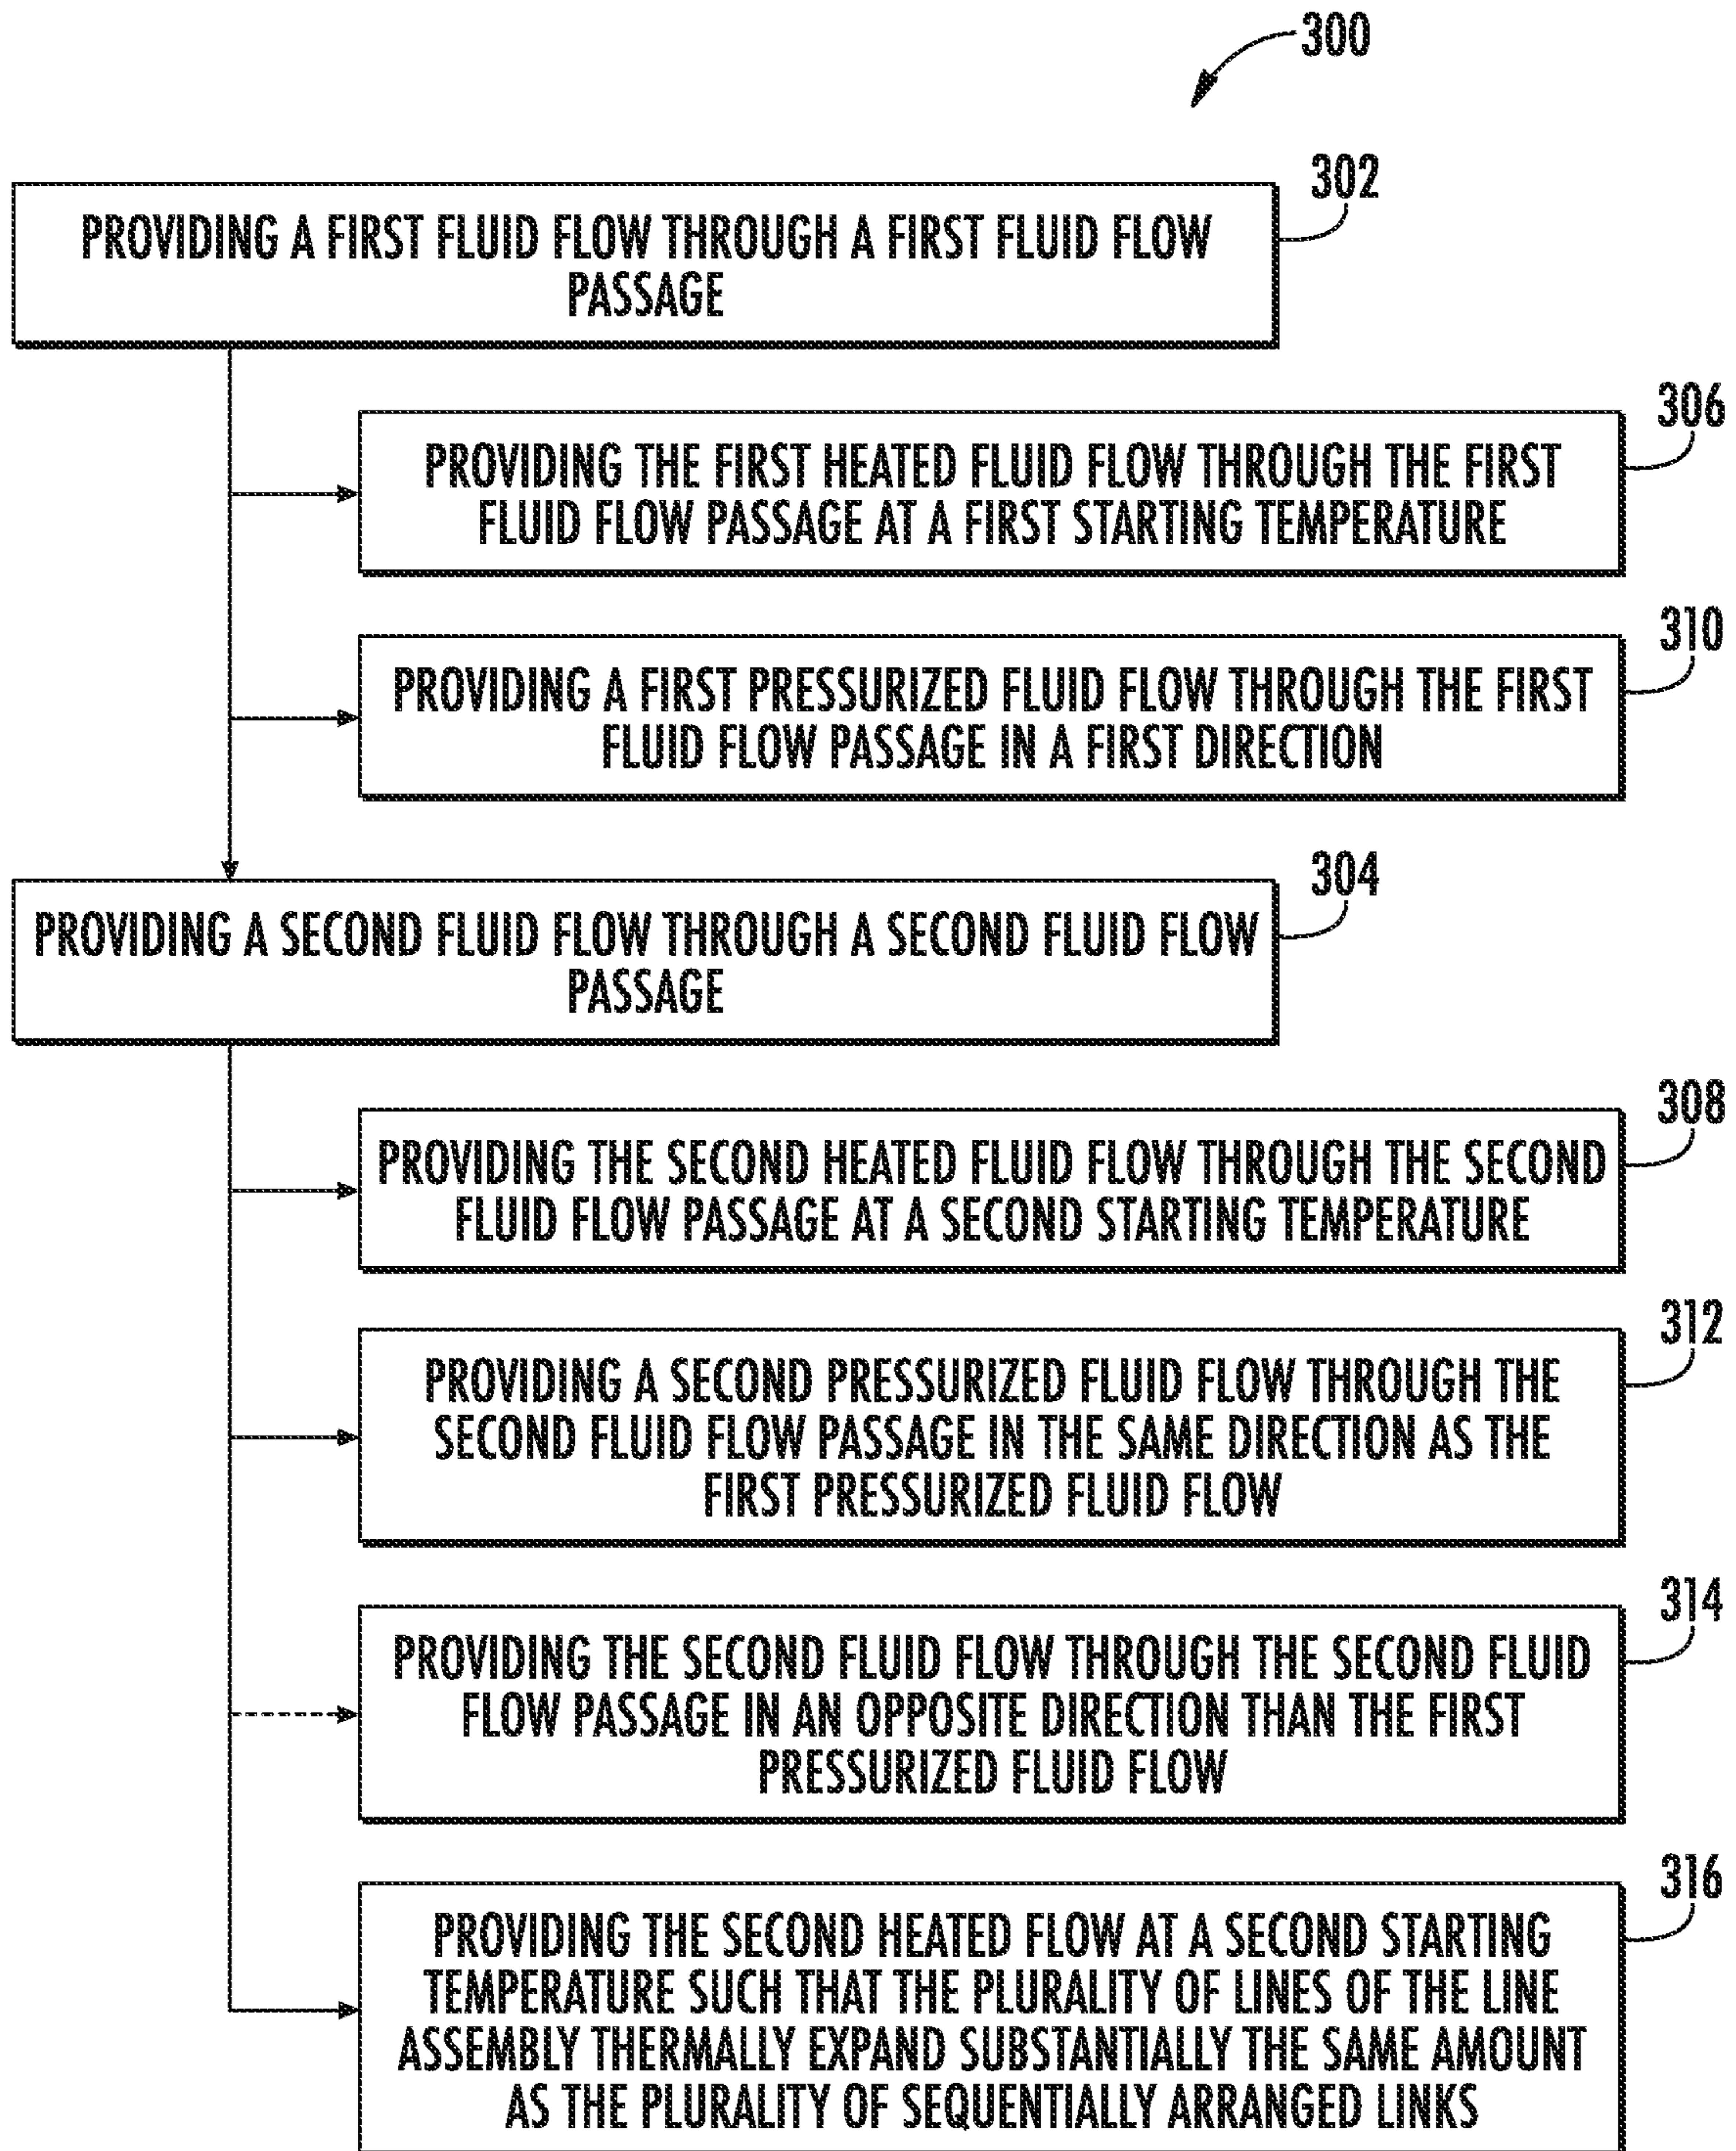 300
302
PROVIDING A FIRST FLUID FLOW THROUGH A FIRST FLUID FLOW
PASSAGE
306
PROVIDING THE FIRST HEATED FLUID FLOW THROUGH THE FIRST
FLUID FLOW PASSAGE AT A FIRST STARTING TEMPERATURE
310
PROVIDING A FIRST PRESSURIZED FLUID FLOW THROUGH THE FIRST
FLUID FLOW PASSAGE IN A FIRST DIRECTION
304
PROVIDING A SECOND FLUID FLOW THROUGH A SECOND FLUID FLOW
PASSAGE
308
PROVIDING THE SECOND HEATED FLUID FLOW THROUGH THE SECOND
FLUID FLOW PASSAGE AT A SECOND STARTING TEMPERATURE
312
PROVIDING A SECOND PRESSURIZED FLUID FLOW THROUGH THE
SECOND FLUID FLOW PASSAGE IN THE SAME DIRECTION AS THE
FIRST PRESSURIZED FLUID FLOW
314
PROVIDING THE SECOND FLUID FLOW THROUGH THE SECOND FLUID
FLOW PASSAGE IN AN OPPOSITE DIRECTION THAN THE FIRST
PRESSURIZED FLUID FLOW
316
PROVIDING THE SECOND HEATED FLOW AT A SECOND STARTING
TEMPERATURE SUCH THAT THE PLURALITY OF LINES OF THE LINE
ASSEMBLY THERMALLY EXPAND SUBSTANTIALLY THE SAME AMOUNT
AS THE PLURALITY OF SEQUENTIALLY ARRANGED LINKS